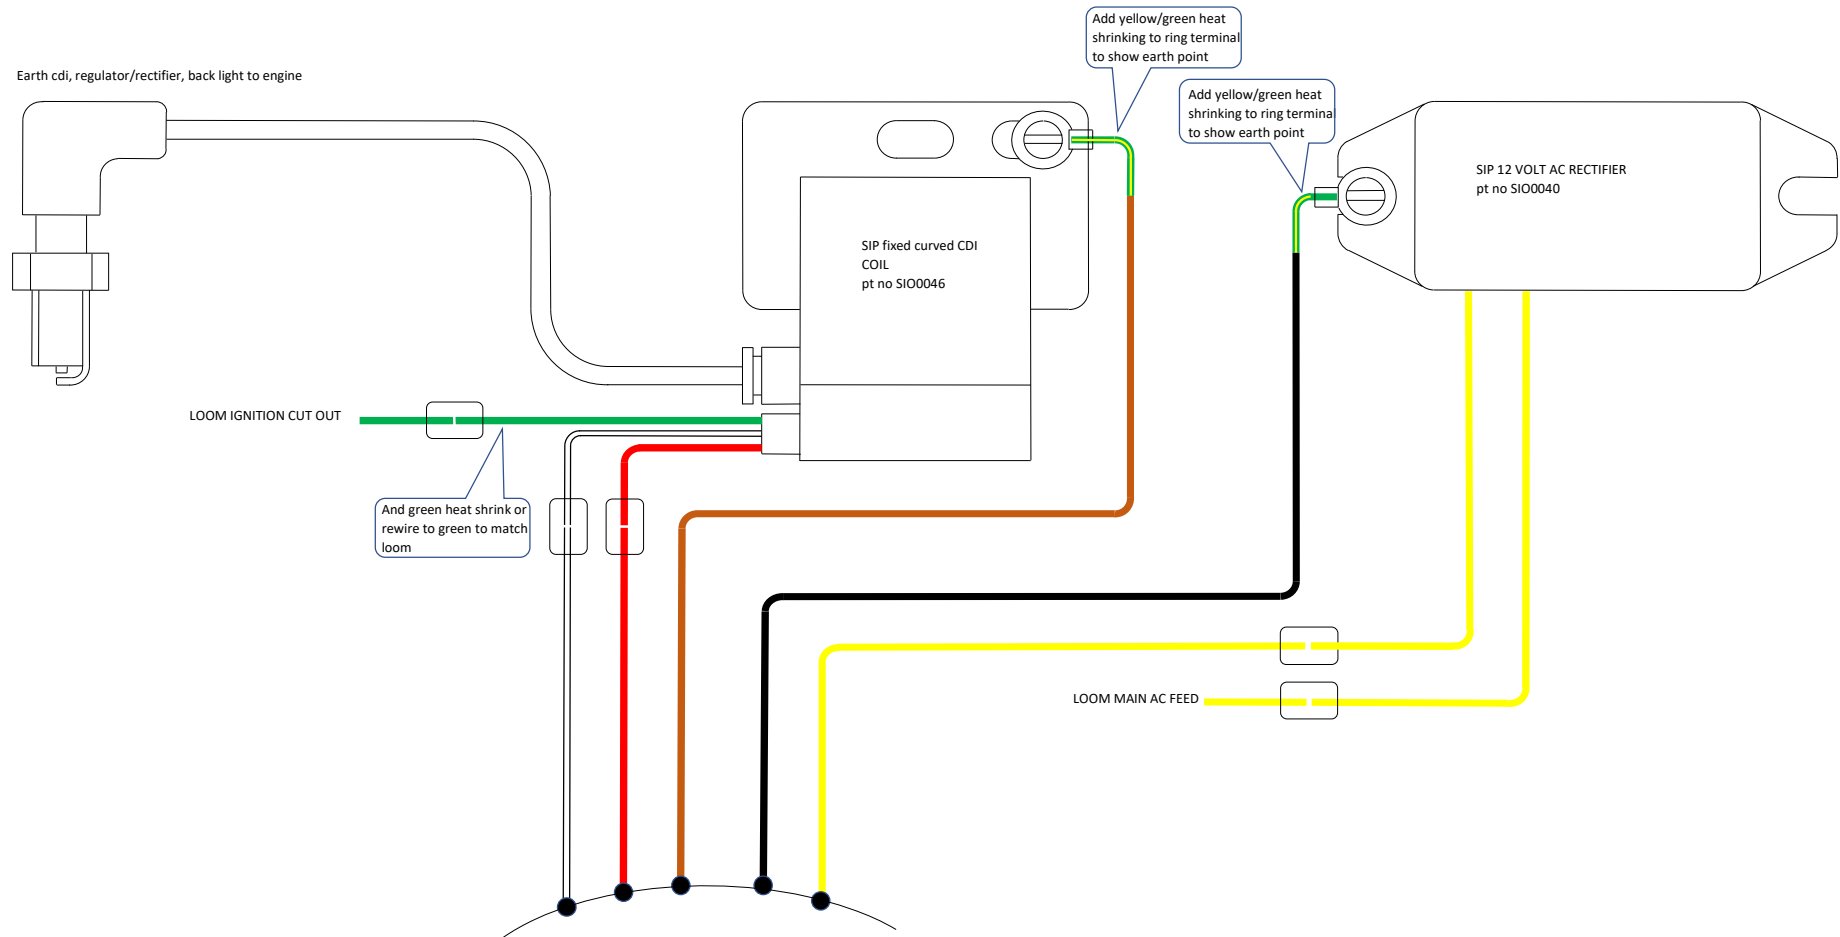 Add yellow/green heat
shrinking to ring terminal
to show earth point
Earth cdi, regulator/rectifier, back light to engine
Add yellow/green heat
shrinking to ring terminal
to show earth point
SIP 12 VOLT AC RECTIFIER
pt no SIO0040
SIP fixed curved CDI
COIL
pt no SIO0046
LOOM IGNITION CUT OUT
And green heat shrink or
rewire to green to match
loom
LOOM MAIN AC FEED